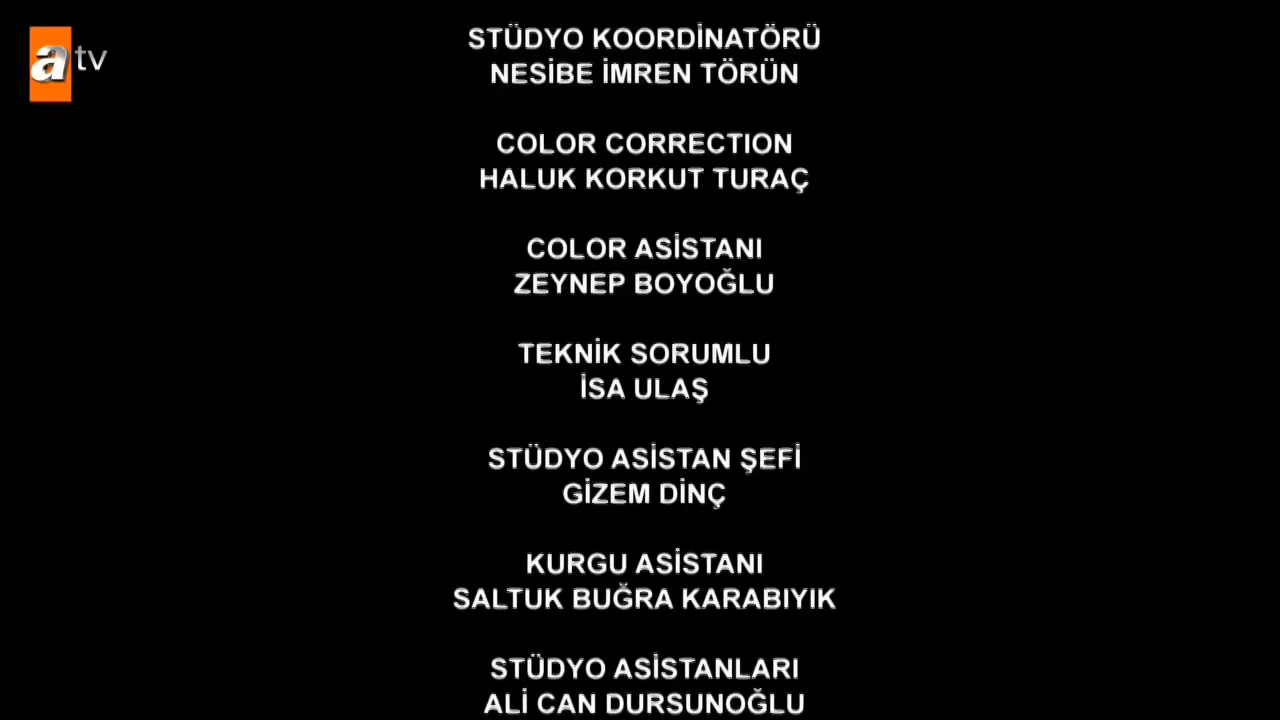 atv
STÜDYO KOORDİNATÖRÜ
NESİBE İMREN TÖRÜN
COLOR CORRECTION
HALUK KORKUT TURAÇ
COLOR ASİSTANI
ZEYNEP BOYOĞLU
TEKNİK SORUMLU
İSA ULAŞ
STÜDYO ASİSTAN ŞEFİ
GİZEM DİNÇ
KURGU ASİSTANI
SALTUK BUĞRA KARABIYIK
STÜDYO ASİSTANLARI
ALİ CAN DURSUNOĞLU